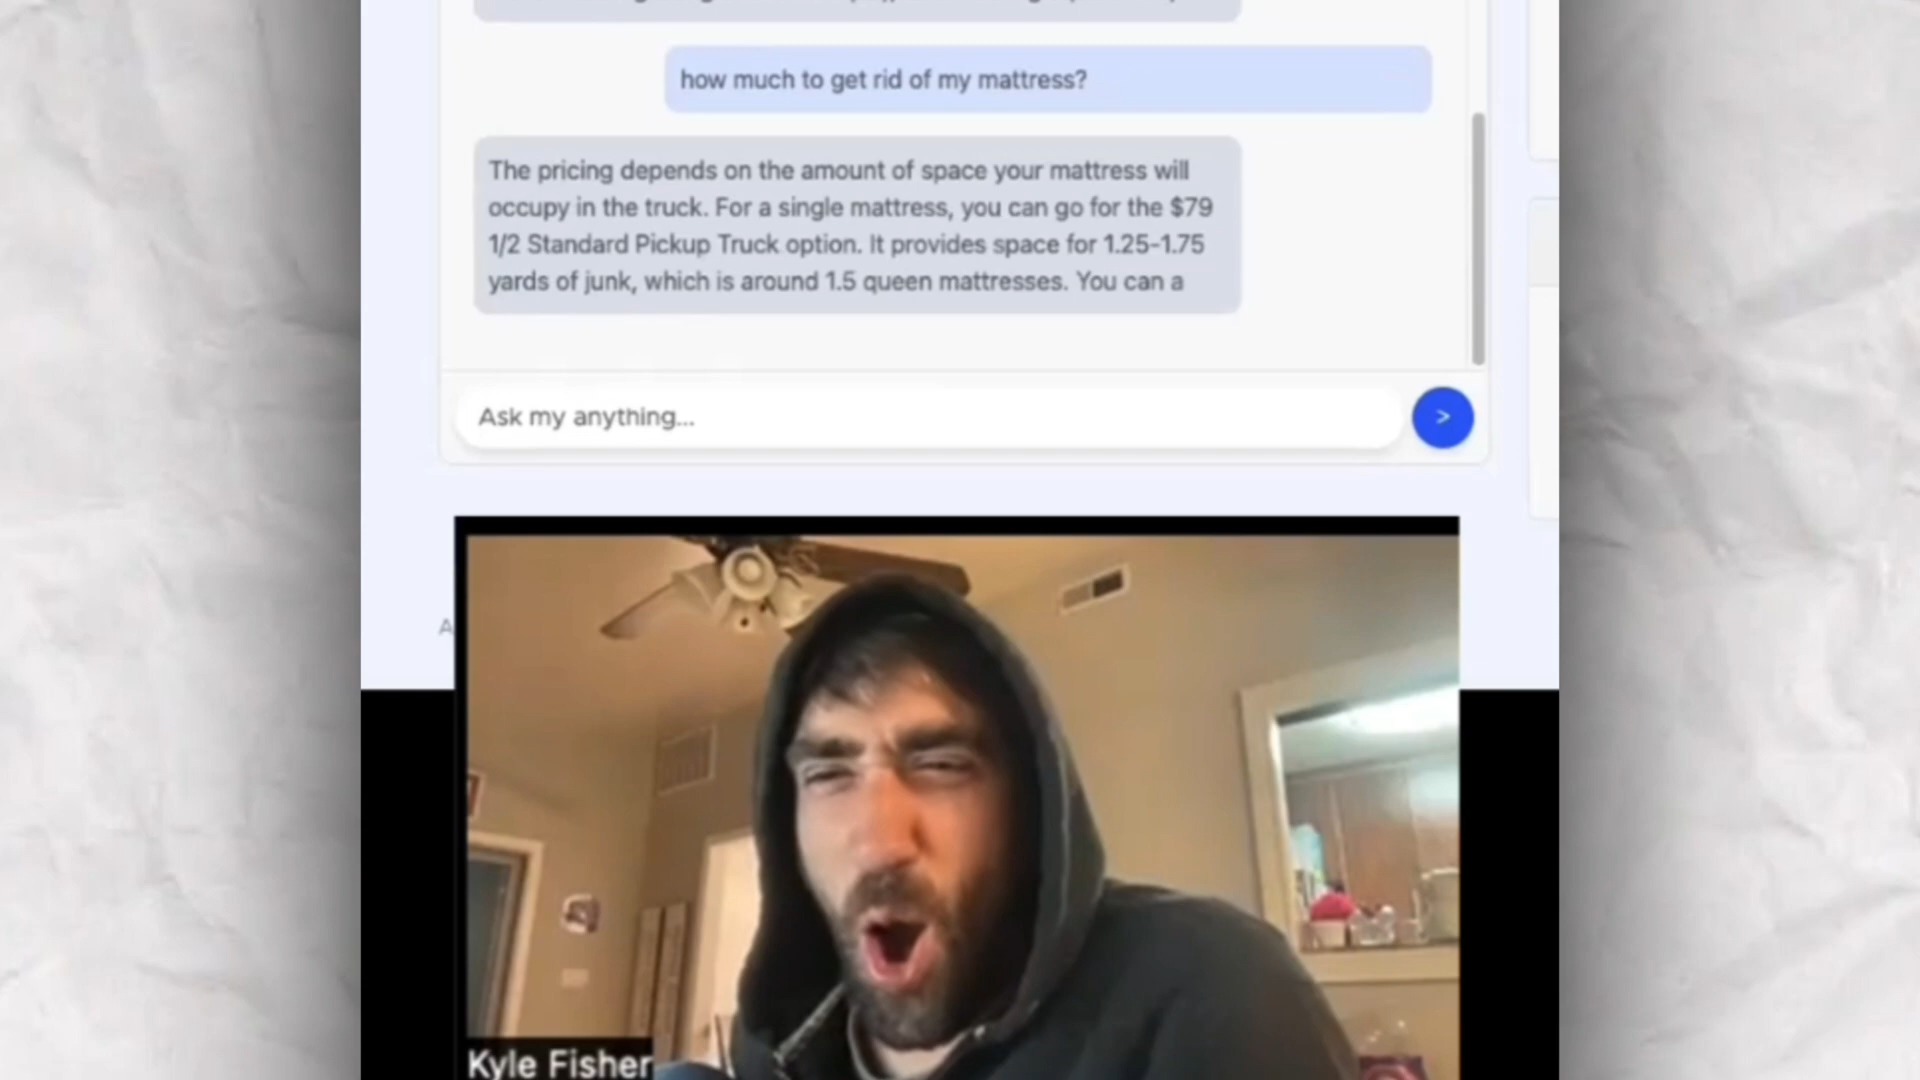 how much to get rid of my mattress?
The pricing depends on the amount of space your mattress will
occupy in the truck. For a single mattress, you can go for the $79
1/2 Standard Pickup Truck option. It provides space for 1.25-1.75
yards of junk, which is around 1.5 queen mattresses. You can a
Ask my anything...
>
A
Kyle Fisher